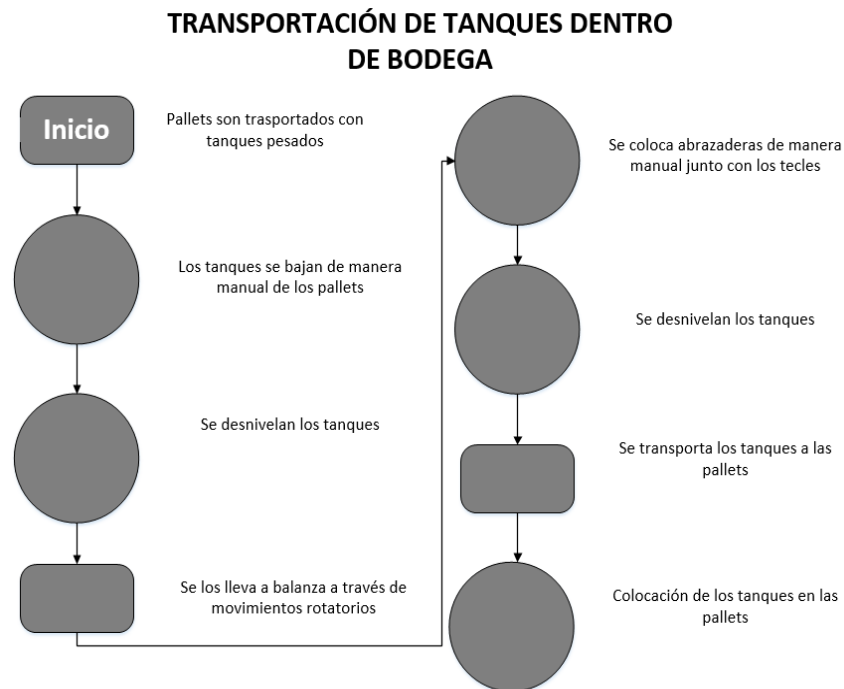 TRANSPORTACIÓN DE TANQUES DENTRO
DE BODEGA
Inicio
Pallets son trasportados con
tanques pesados
Los tanques se bajan de manera
manual de los pallets
Se desnivelan los tanques
Se los lleva a balanza a través de
movimientos rotatorios
Se coloca abrazaderas de manera
manual junto con los tecles
Se desnivelan los tanques
Se transporta los tanques a las
pallets
Colocación de los tanques en las
pallets